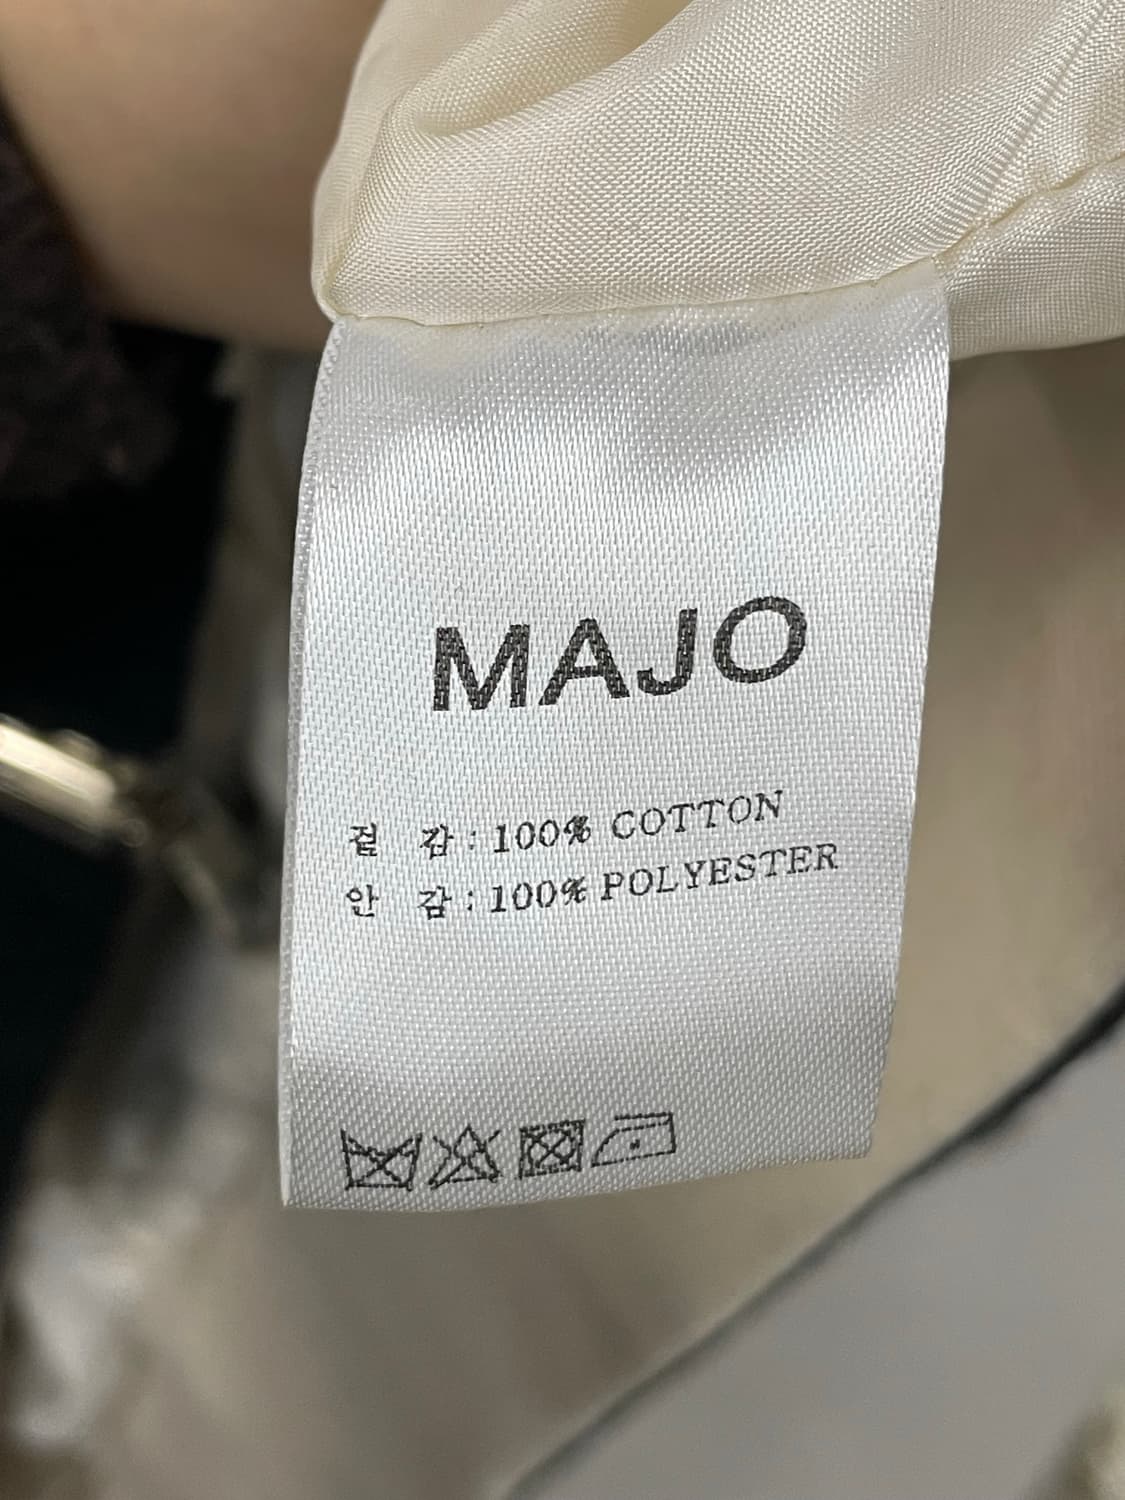 MAJO
겉 감 : 100% COTTON
안 감 : 100% POLYESTER